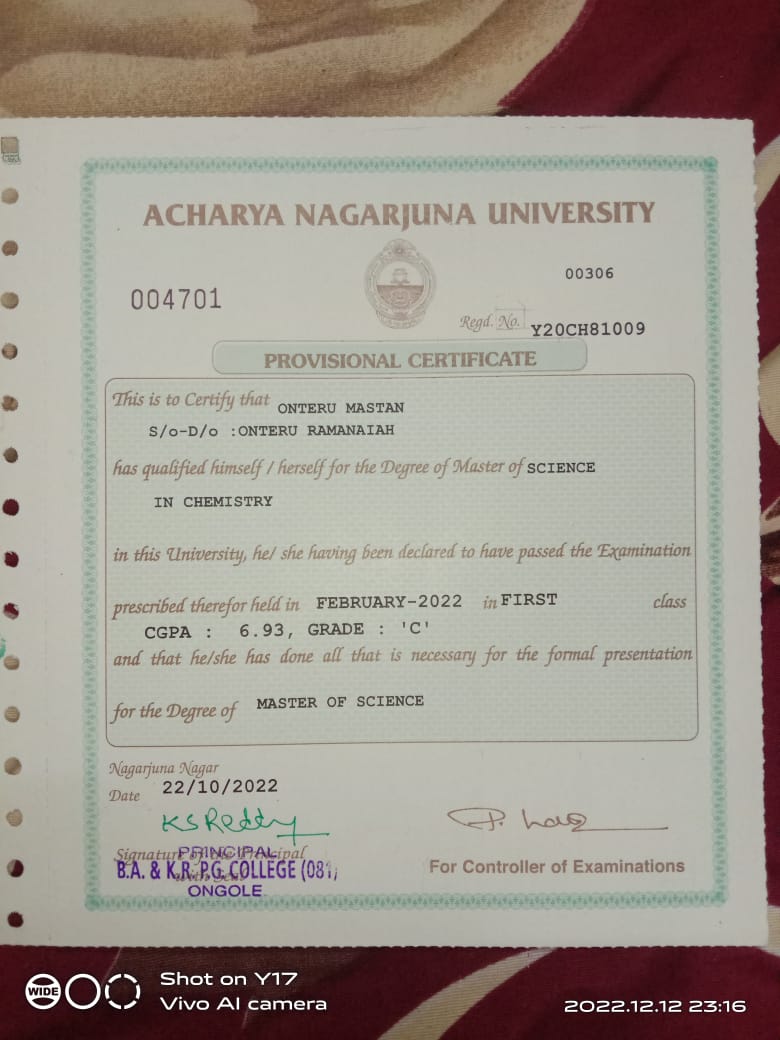 ACHARYA NAGARJUNA UNIVERSITY
00306
004701
Regd. No. Y20CH81009
PROVISIONAL CERTIFICATE
This is to Certify that ONTERU MASTAN
S/o-D/o :ONTERU RAMANAIAH
has qualified himself / herself for the Degree of Master of SCIENCE
IN CHEMISTRY
in this University, he/ she having been declared to have passed the Examination
prescribed therefor held in FEBRUARY-2022 in FIRST class
CGPA : 6.93, GRADE : 'C'
and that he/she has done all that is necessary for the formal presentation
for the Degree of MASTER OF SCIENCE
Nagarjuna Nagar
Date 22/10/2022
KSReddy
Signature of the Principal
PRINCIPAL
with Seal
B.A. & K.R. P.G. COLLEGE (081)
ONGOLE
For Controller of Examinations
WIDE
Shot on Y17
Vivo AI camera
2022.12.12 23:16